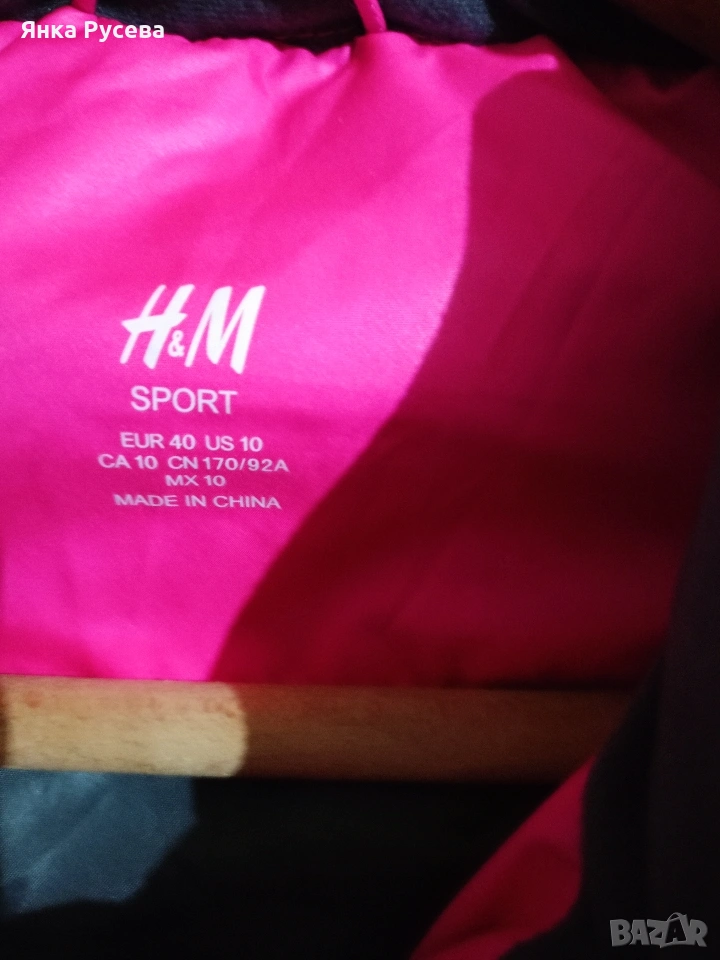 Янка Русева
H&M
SPORT
EUR 40 US 10
CA 10 CN 170/92A
MX 10
MADE IN CHINA
BAZAR